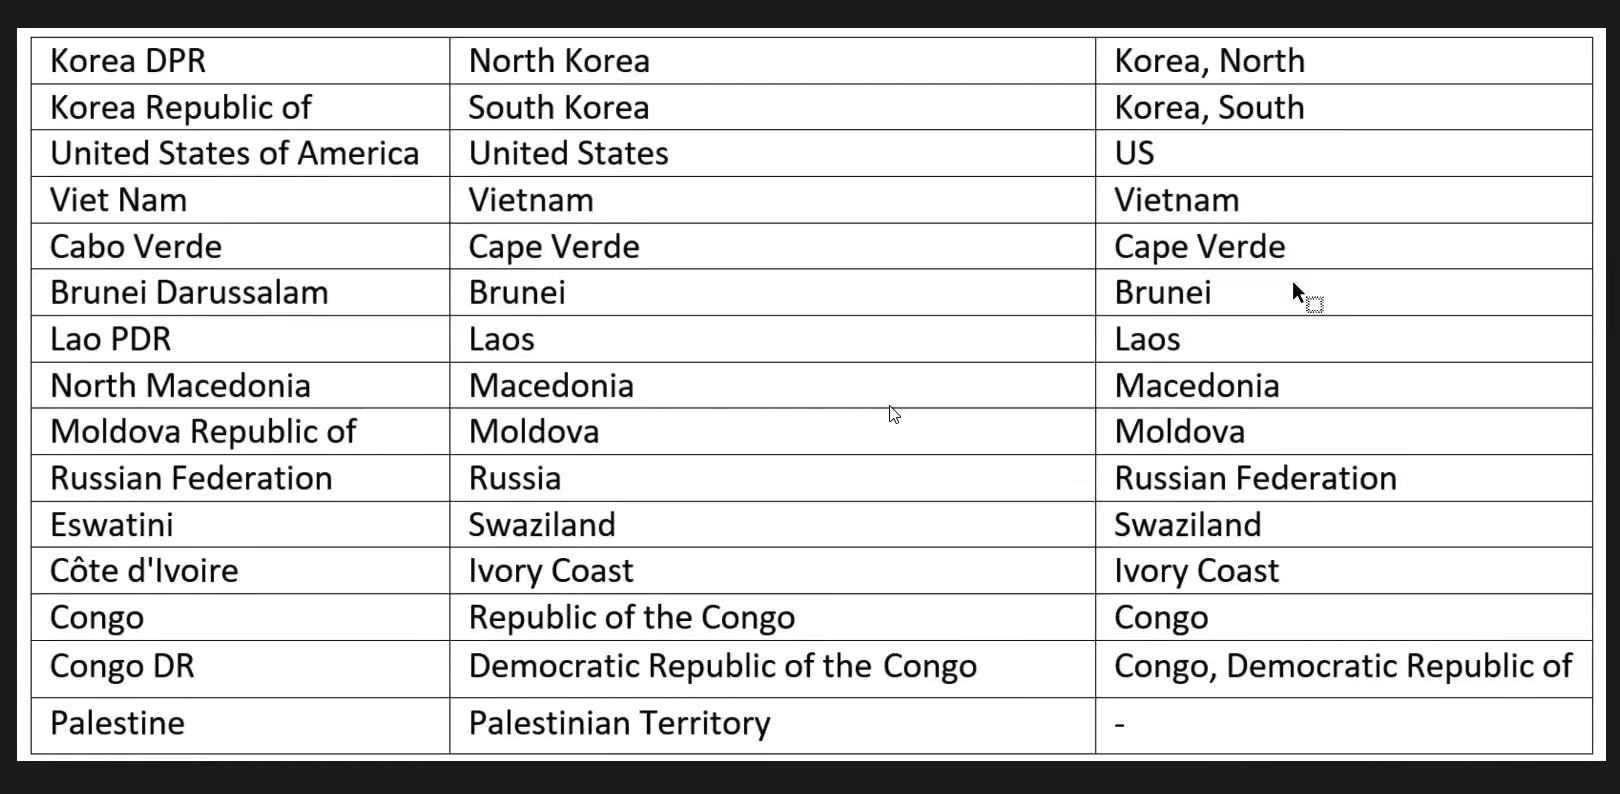 Korea DPR North Korea Korea, North
Korea Republic of South Korea Korea, South
United States of America United States US
Viet Nam Vietnam Vietnam
Cabo Verde Cape Verde Cape Verde
Brunei Darussalam Brunei Brunei
Lao PDR Laos Laos
North Macedonia Macedonia Macedonia
Moldova Republic of Moldova Moldova
Russian Federation Russia Russian Federation
Eswatini Swaziland Swaziland
Côte d'Ivoire Ivory Coast Ivory Coast
Congo Republic of the Congo Congo
Congo DR Democratic Republic of the Congo Congo, Democratic Republic of
Palestine Palestinian Territory -